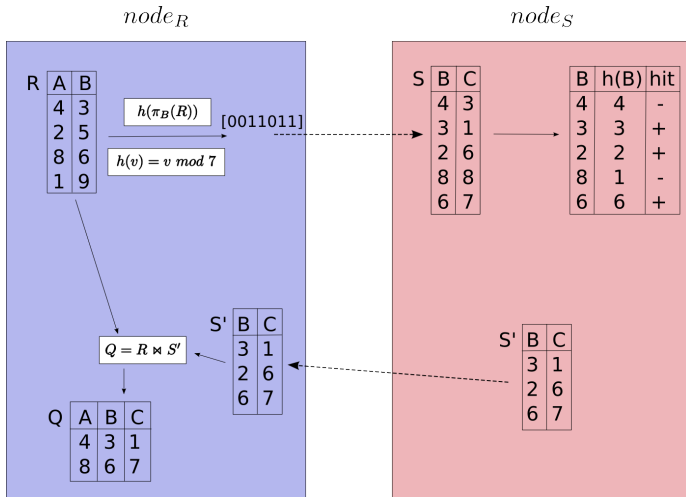 node_R
node_S
R A B
4 3
2 5
8 6
1 9
h(π_B(R))
h(v) = v mod 7
[0011011]
S B C
4 3
3 1
2 6
8 8
6 7
B h(B) hit
4 4 -
3 3 +
2 2 +
8 1 -
6 6 +
S' B C
3 1
2 6
6 7
S' B C
3 1
2 6
6 7
Q = R ⋈ S'
Q A B C
4 3 1
8 6 7